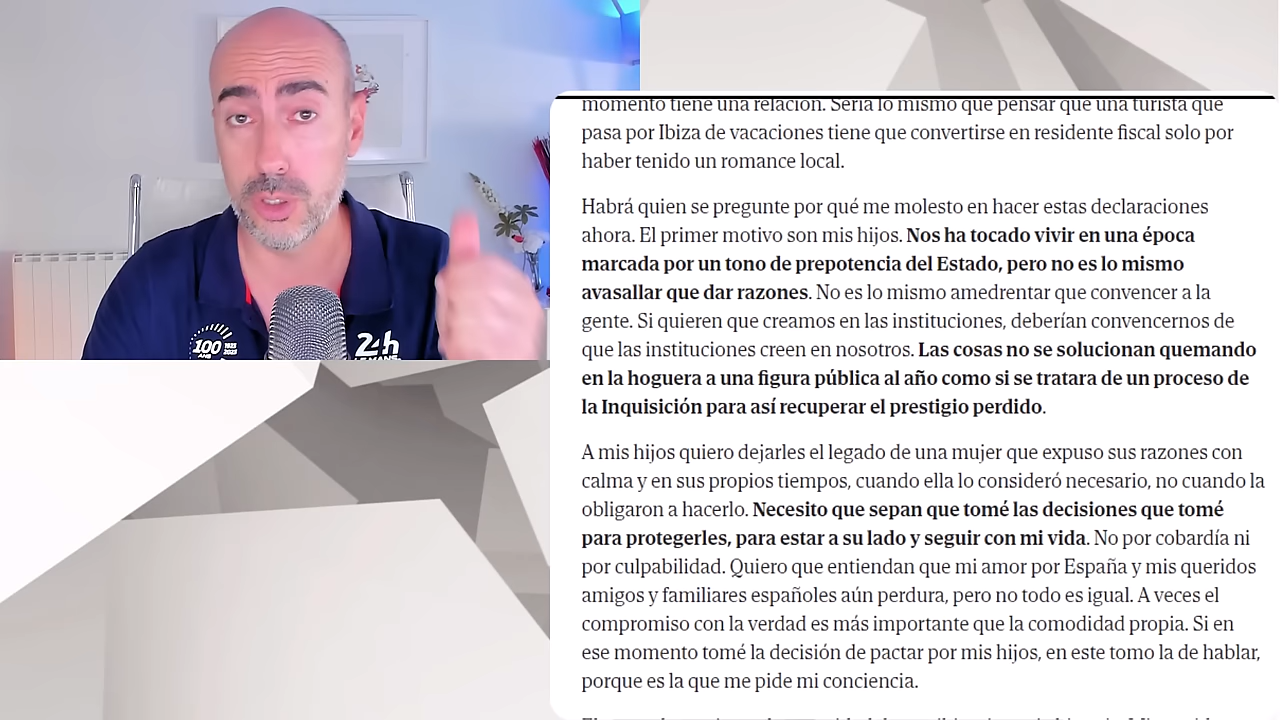 100
AÑS
1923
2023
24h
momento tiene una relación. Sería lo mismo que pensar que una turista que
pasa por Ibiza de vacaciones tiene que convertirse en residente fiscal solo por
haber tenido un romance local.
Habrá quien se pregunte por qué me molesto en hacer estas declaraciones
ahora. El primer motivo son mis hijos. Nos ha tocado vivir en una época
marcada por un tono de prepotencia del Estado, pero no es lo mismo
avasallar que dar razones. No es lo mismo amedrentar que convencer a la
gente. Si quieren que creamos en las instituciones, deberían convencernos de
que las instituciones creen en nosotros. Las cosas no se solucionan quemando
en la hoguera a una figura pública al año como si se tratara de un proceso de
la Inquisición para así recuperar el prestigio perdido.
A mis hijos quiero dejarles el legado de una mujer que expuso sus razones con
calma y en sus propios tiempos, cuando ella lo consideró necesario, no cuando la
obligaron a hacerlo. Necesito que sepan que tomé las decisiones que tomé
para protegerles, para estar a su lado y seguir con mi vida. No por cobardía ni
por culpabilidad. Quiero que entiendan que mi amor por España y mis queridos
amigos y familiares españoles aún perdura, pero no todo es igual. A veces el
compromiso con la verdad es más importante que la comodidad propia. Si en
ese momento tomé la decisión de pactar por mis hijos, en este tomo la de hablar,
porque es la que me pide mi conciencia.